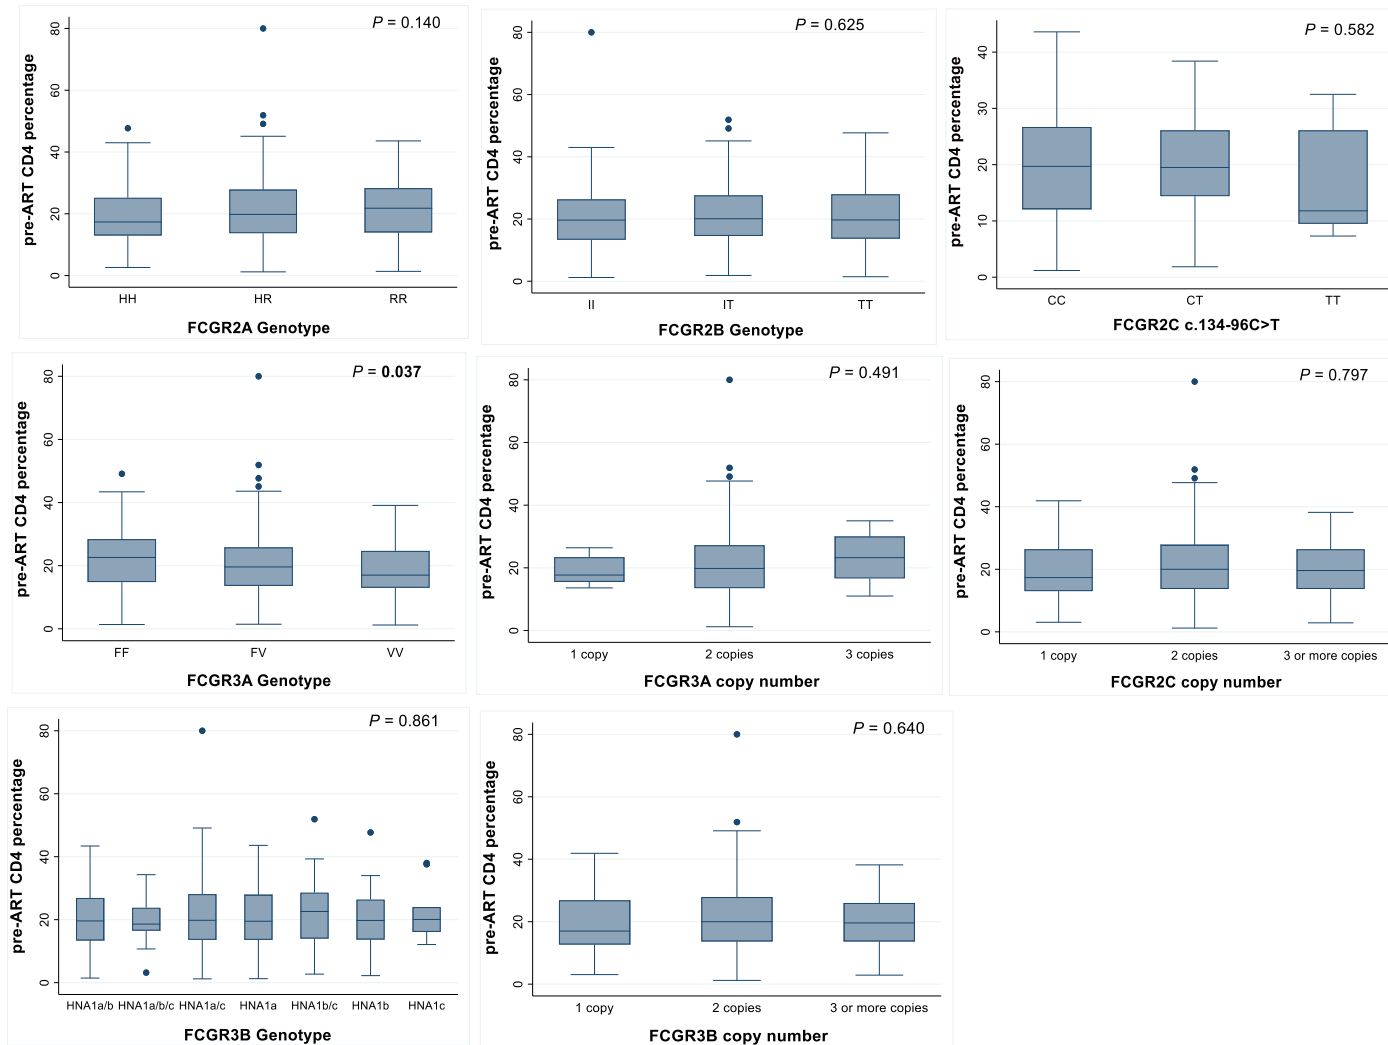 P = 0.140
pre-ART CD4 percentage
80
60
40
20
0
HH HR RR
FCGR2A Genotype
P = 0.625
pre-ART CD4 percentage
80
60
40
20
0
II IT TT
FCGR2B Genotype
P = 0.582
pre-ART CD4 percentage
40
30
20
10
0
CC CT TT
FCGR2C c.134-96C>T
P = 0.037
pre-ART CD4 percentage
80
60
40
20
0
FF FV VV
FCGR3A Genotype
P = 0.491
pre-ART CD4 percentage
80
60
40
20
0
1 copy 2 copies 3 copies
FCGR3A copy number
P = 0.797
pre-ART CD4 percentage
80
60
40
20
0
1 copy 2 copies 3 or more copies
FCGR2C copy number
P = 0.861
pre-ART CD4 percentage
80
60
40
20
0
HNA1a/b HNA1a/b/c HNA1a/c HNA1a HNA1b/c HNA1b HNA1c
FCGR3B Genotype
P = 0.640
pre-ART CD4 percentage
80
60
40
20
0
1 copy 2 copies 3 or more copies
FCGR3B copy number